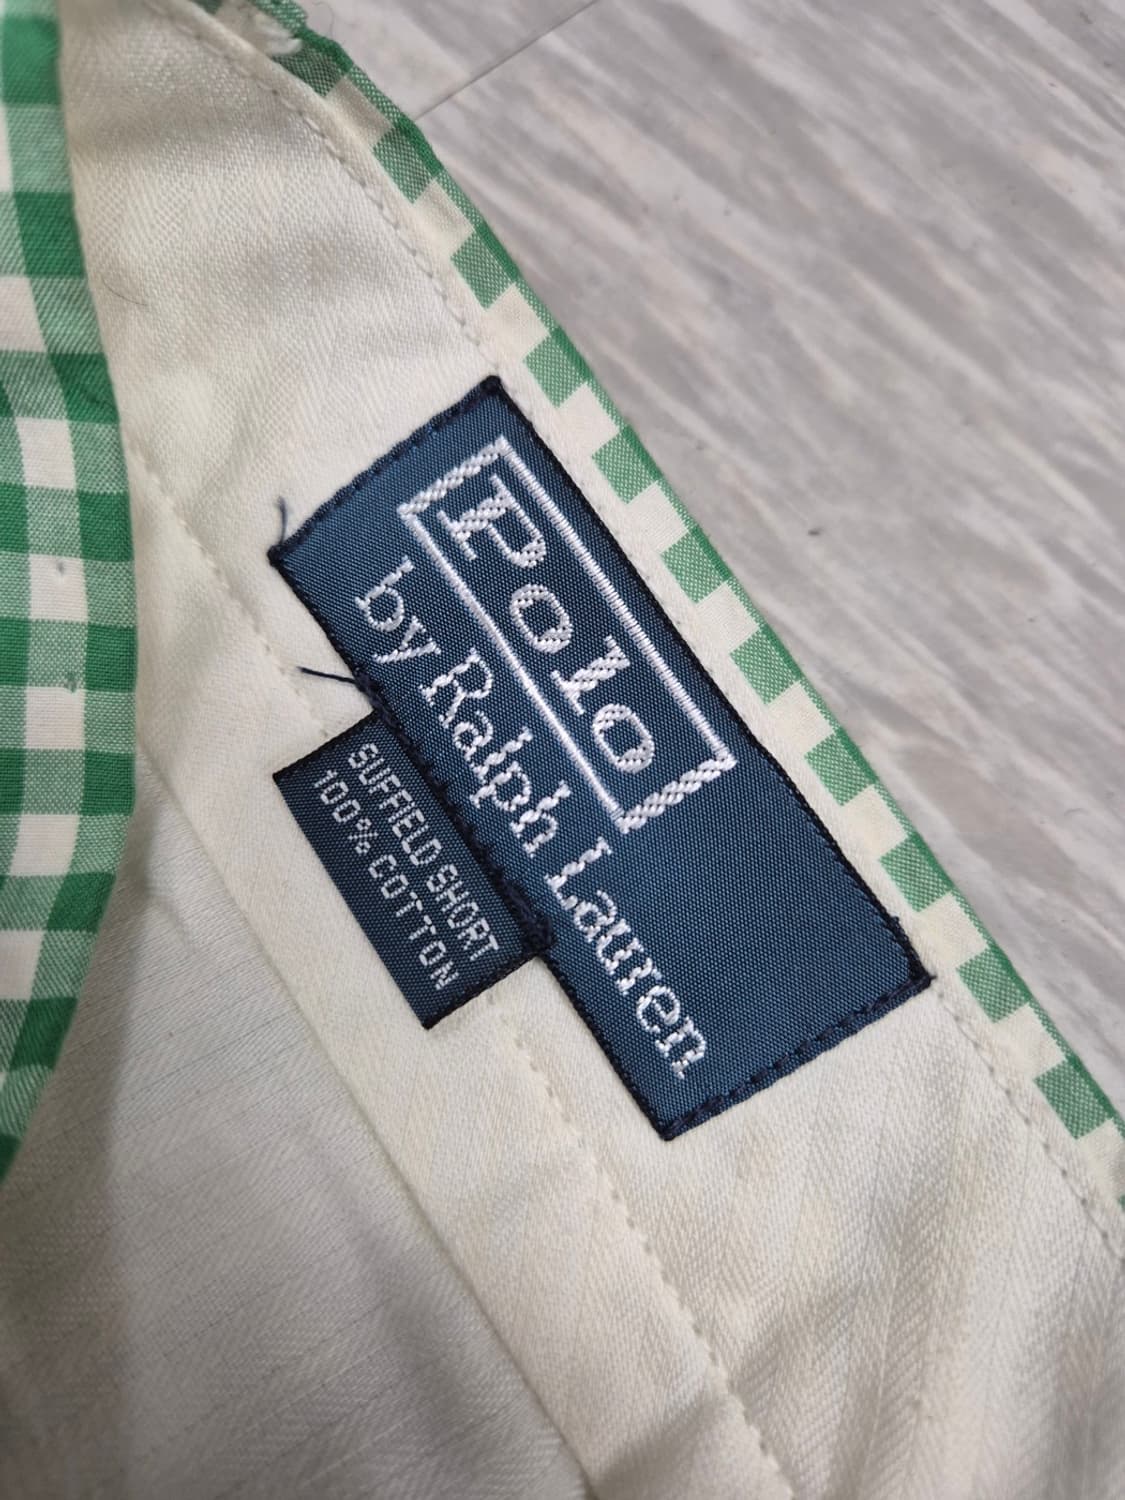 Polo
by Ralph Lauren
SUFFIELD SHORT
100% COTTON